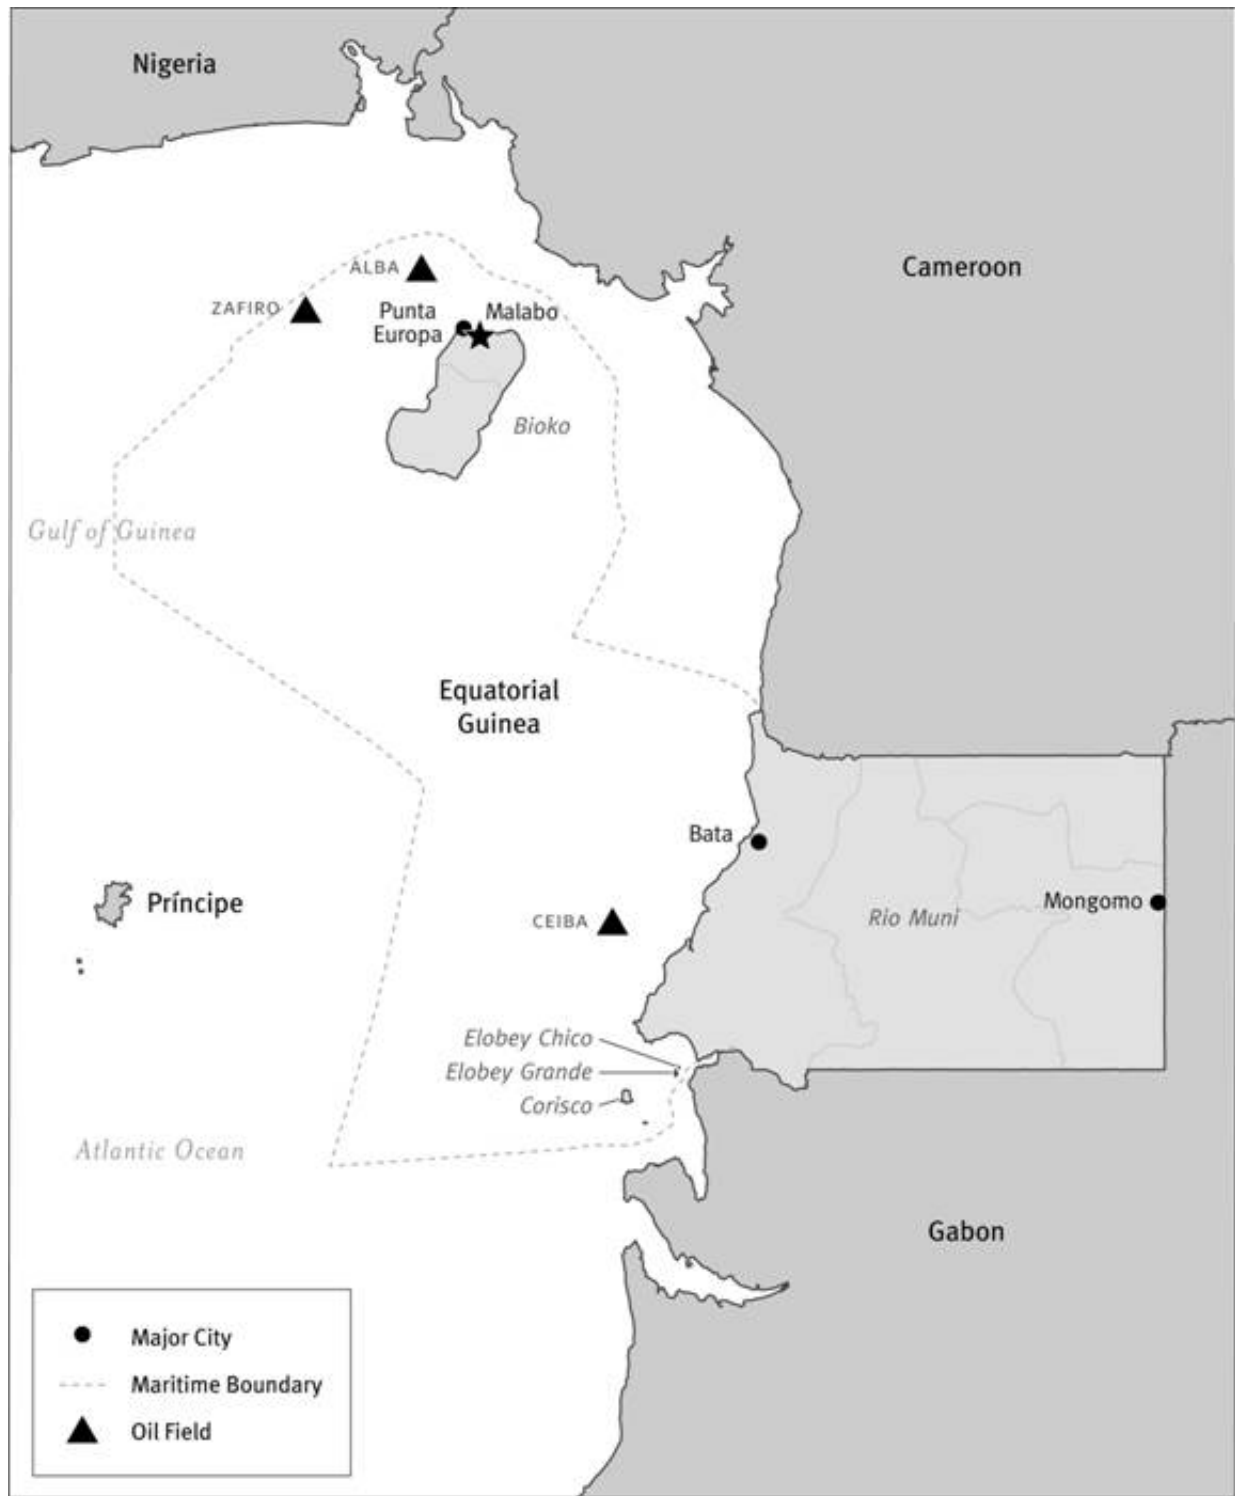 Nigeria
Cameroon
ALBA
ZAFIRO
Punta
Europa
Malabo
Bioko
Gulf of Guinea
Equatorial
Guinea
Bata
Príncipe
Mongomo
Rio Muni
CEIBA
Elobey Chico
Elobey Grande
Corisco
Atlantic Ocean
Gabon
Major City
Maritime Boundary
Oil Field